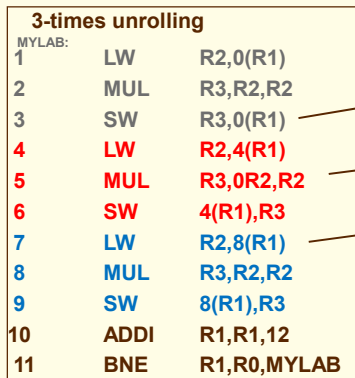 3-times unrolling
MYLAB:
1 LW R2,0(R1)
2 MUL R3,R2,R2
3 SW R3,0(R1)
4 LW R2,4(R1)
5 MUL R3,0R2,R2
6 SW 4(R1),R3
7 LW R2,8(R1)
8 MUL R3,R2,R2
9 SW 8(R1),R3
10 ADDI R1,R1,12
11 BNE R1,R0,MYLAB